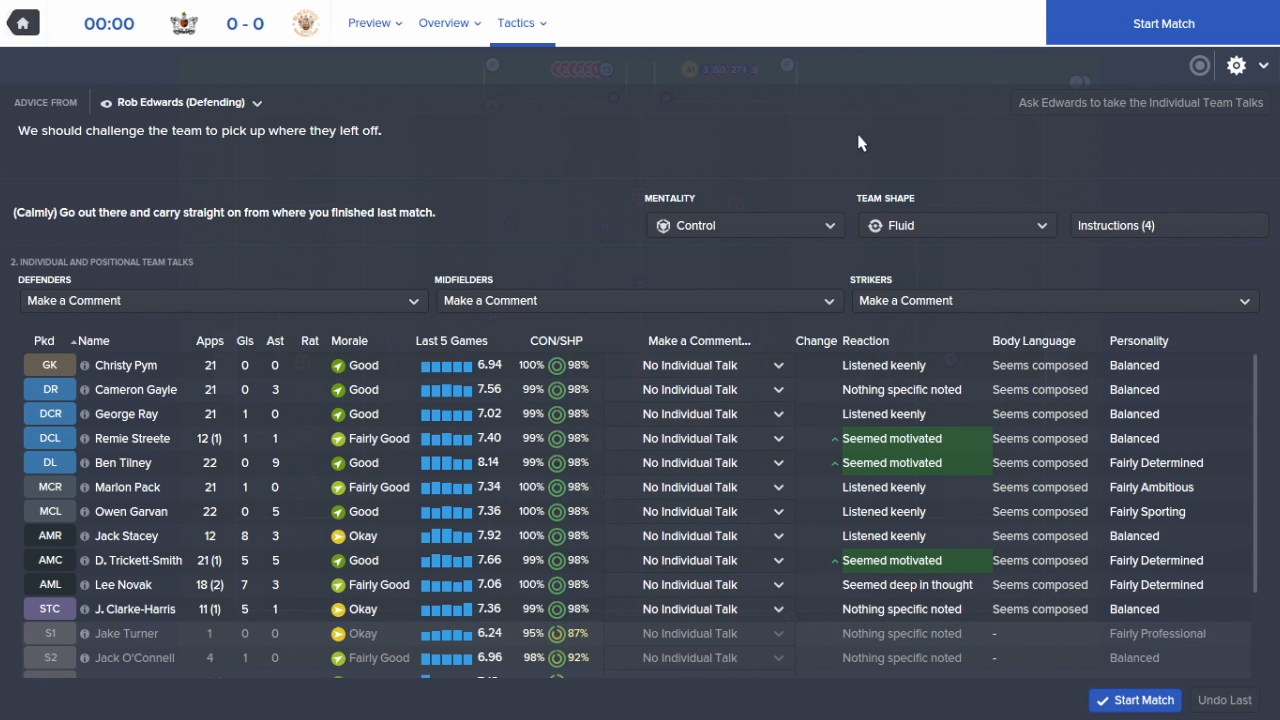 00:00 0 - 0 Preview Overview Tactics Start Match
ADVICE FROM Rob Edwards (Defending) Ask Edwards to take the Individual Team Talks
We should challenge the team to pick up where they left off.
MENTALITY TEAM SHAPE
(Calmly) Go out there and carry straight on from where you finished last match. Control Fluid Instructions (4)
2. INDIVIDUAL AND POSITIONAL TEAM TALKS
DEFENDERS MIDFIELDERS STRIKERS
Make a Comment Make a Comment Make a Comment
Pkd Name Apps Gls Ast Rat Morale Last 5 Games CON/SHP Make a Comment... Change Reaction Body Language Personality
GK Christy Pym 21 0 0 Good 6.94 100% 98% No Individual Talk Listened keenly Seems composed Balanced
DR Cameron Gayle 21 0 3 Good 7.56 99% 98% No Individual Talk Nothing specific noted Seems composed Balanced
DCR George Ray 21 1 0 Good 7.02 99% 98% No Individual Talk Listened keenly Seems composed Balanced
DCL Remie Streete 12 (1) 1 1 Fairly Good 7.40 99% 98% No Individual Talk Seemed motivated Seems composed Balanced
DL Ben Tilney 22 0 9 Good 8.14 99% 98% No Individual Talk Seemed motivated Seems composed Fairly Determined
MCR Marlon Pack 21 1 0 Fairly Good 7.34 100% 98% No Individual Talk Listened keenly Seems composed Fairly Ambitious
MCL Owen Garvan 22 0 5 Good 7.36 99% 98% No Individual Talk Listened keenly Seems composed Fairly Sporting
AMR Jack Stacey 12 8 3 Okay 7.92 100% 98% No Individual Talk Listened keenly Seems composed Balanced
AMC D. Trickett-Smith 21 (1) 5 5 Good 7.66 99% 98% No Individual Talk Seemed motivated Seems composed Fairly Determined
AML Lee Novak 18 (2) 7 3 Fairly Good 7.06 100% 98% No Individual Talk Seemed deep in thought Seems composed Fairly Determined
STC J. Clarke-Harris 11 (1) 5 1 Okay 7.36 99% 98% No Individual Talk Nothing specific noted Seems composed Balanced
S1 Jake Turner 1 0 0 Okay 6.24 95% 87% No Individual Talk Nothing specific noted - Fairly Professional
S2 Jack O'Connell 4 1 0 Fairly Good 6.96 98% 92% No Individual Talk Nothing specific noted - Balanced
Start Match Undo Last